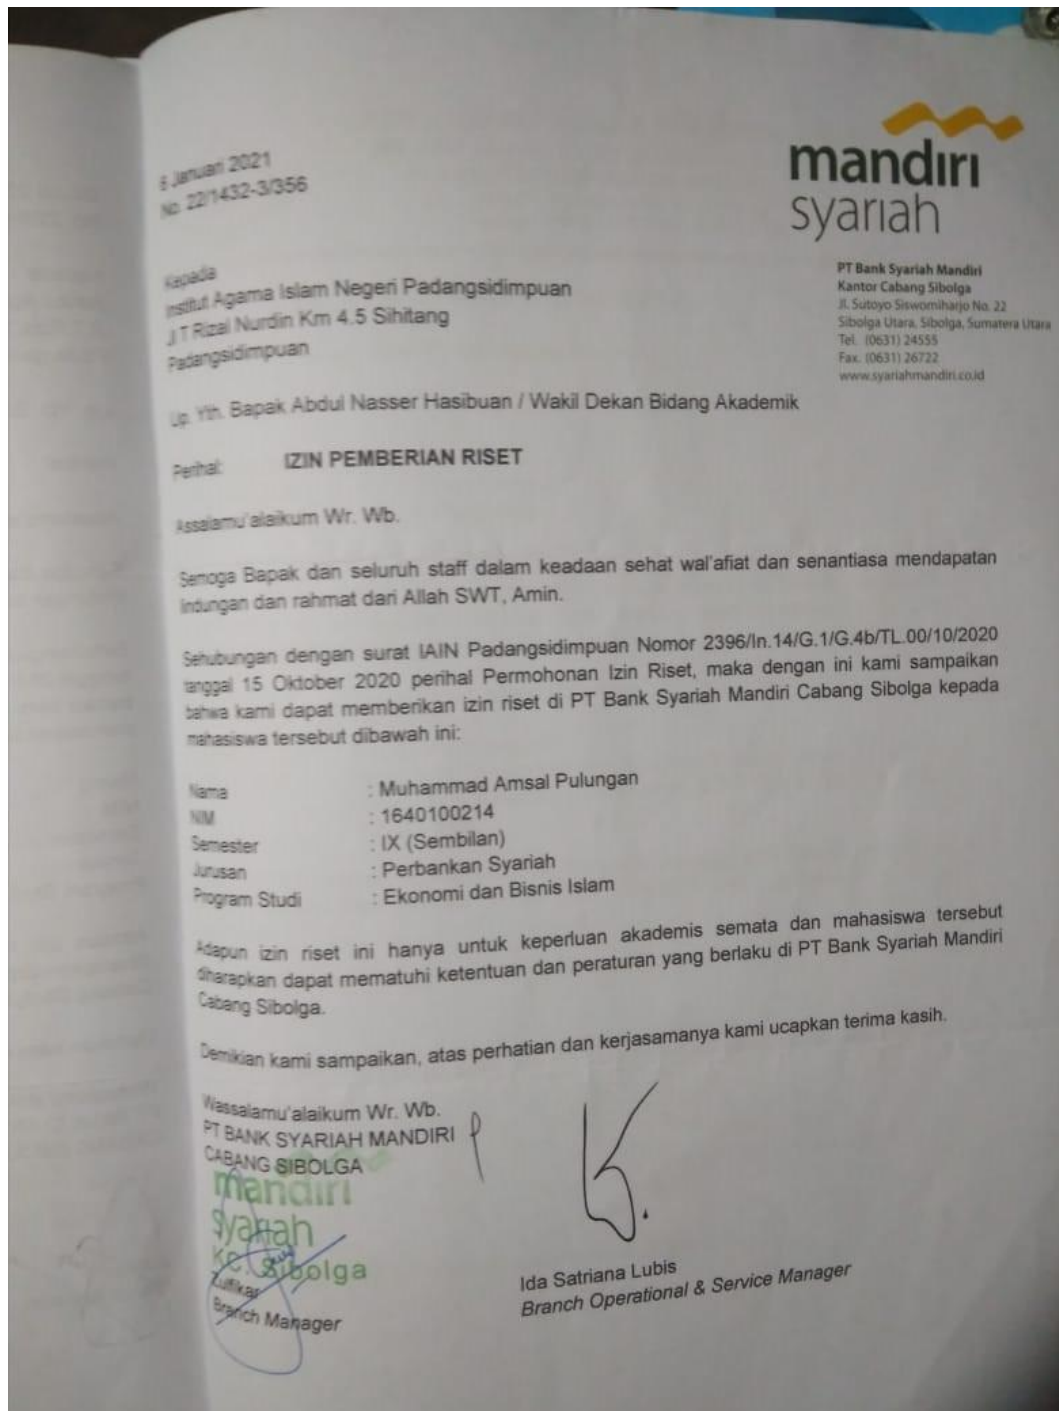 6 Januari 2021
No. 22/1432-3/356
mandiri
syariah
PT Bank Syariah Mandiri
Kantor Cabang Sibolga
Jl. Sutoyo Siswomiharjo No. 22
Sibolga Utara, Sibolga, Sumatera Utara
Tel. (0631) 24555
Fax. (0631) 26722
www.syariahmandiri.co.id
Kepada
Institut Agama Islam Negeri Padangsidimpuan
Jl T Rizal Nurdin Km 4.5 Sihitang
Padangsidimpuan
Up. Yth. Bapak Abdul Nasser Hasibuan / Wakil Dekan Bidang Akademik
Perihal: IZIN PEMBERIAN RISET
Assalamu'alaikum Wr. Wb.
Semoga Bapak dan seluruh staff dalam keadaan sehat wal'afiat dan senantiasa mendapatan
lindungan dan rahmat dari Allah SWT, Amin.
Sehubungan dengan surat IAIN Padangsidimpuan Nomor 2396/In.14/G.1/G.4b/TL.00/10/2020
tanggal 15 Oktober 2020 perihal Permohonan Izin Riset, maka dengan ini kami sampaikan
bahwa kami dapat memberikan izin riset di PT Bank Syariah Mandiri Cabang Sibolga kepada
mahasiswa tersebut dibawah ini:
Nama : Muhammad Amsal Pulungan
NIM : 1640100214
Semester : IX (Sembilan)
Jurusan : Perbankan Syariah
Program Studi : Ekonomi dan Bisnis Islam
Adapun izin riset ini hanya untuk keperluan akademis semata dan mahasiswa tersebut
diharapkan dapat mematuhi ketentuan dan peraturan yang berlaku di PT Bank Syariah Mandiri
Cabang Sibolga.
Demikian kami sampaikan, atas perhatian dan kerjasamanya kami ucapkan terima kasih.
Wassalamu'alaikum Wr. Wb.
PT BANK SYARIAH MANDIRI
CABANG SIBOLGA
mandiri
syariah
KC. Sibolga
Zulfikar
Branch Manager
Ida Satriana Lubis
Branch Operational & Service Manager